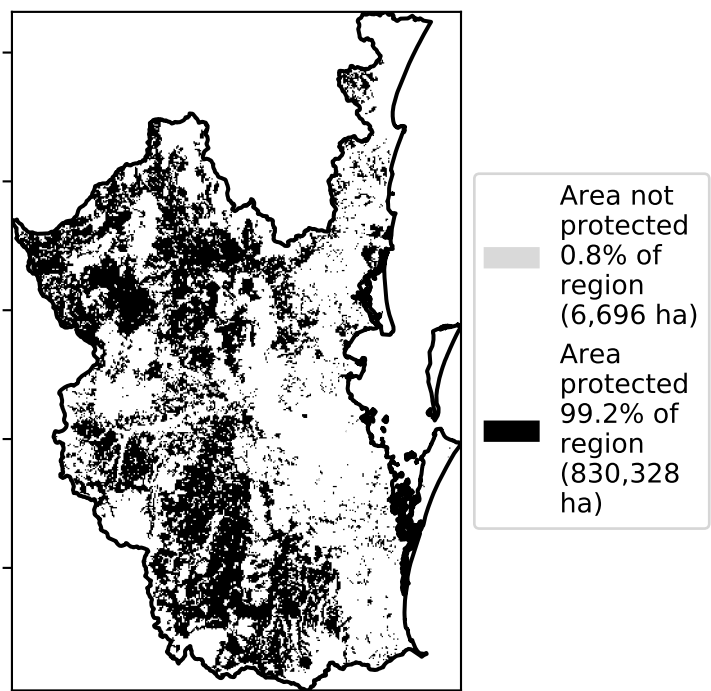 Area not
protected
0.8% of
region
(6,696 ha)
Area
protected
99.2% of
region
(830,328
ha)